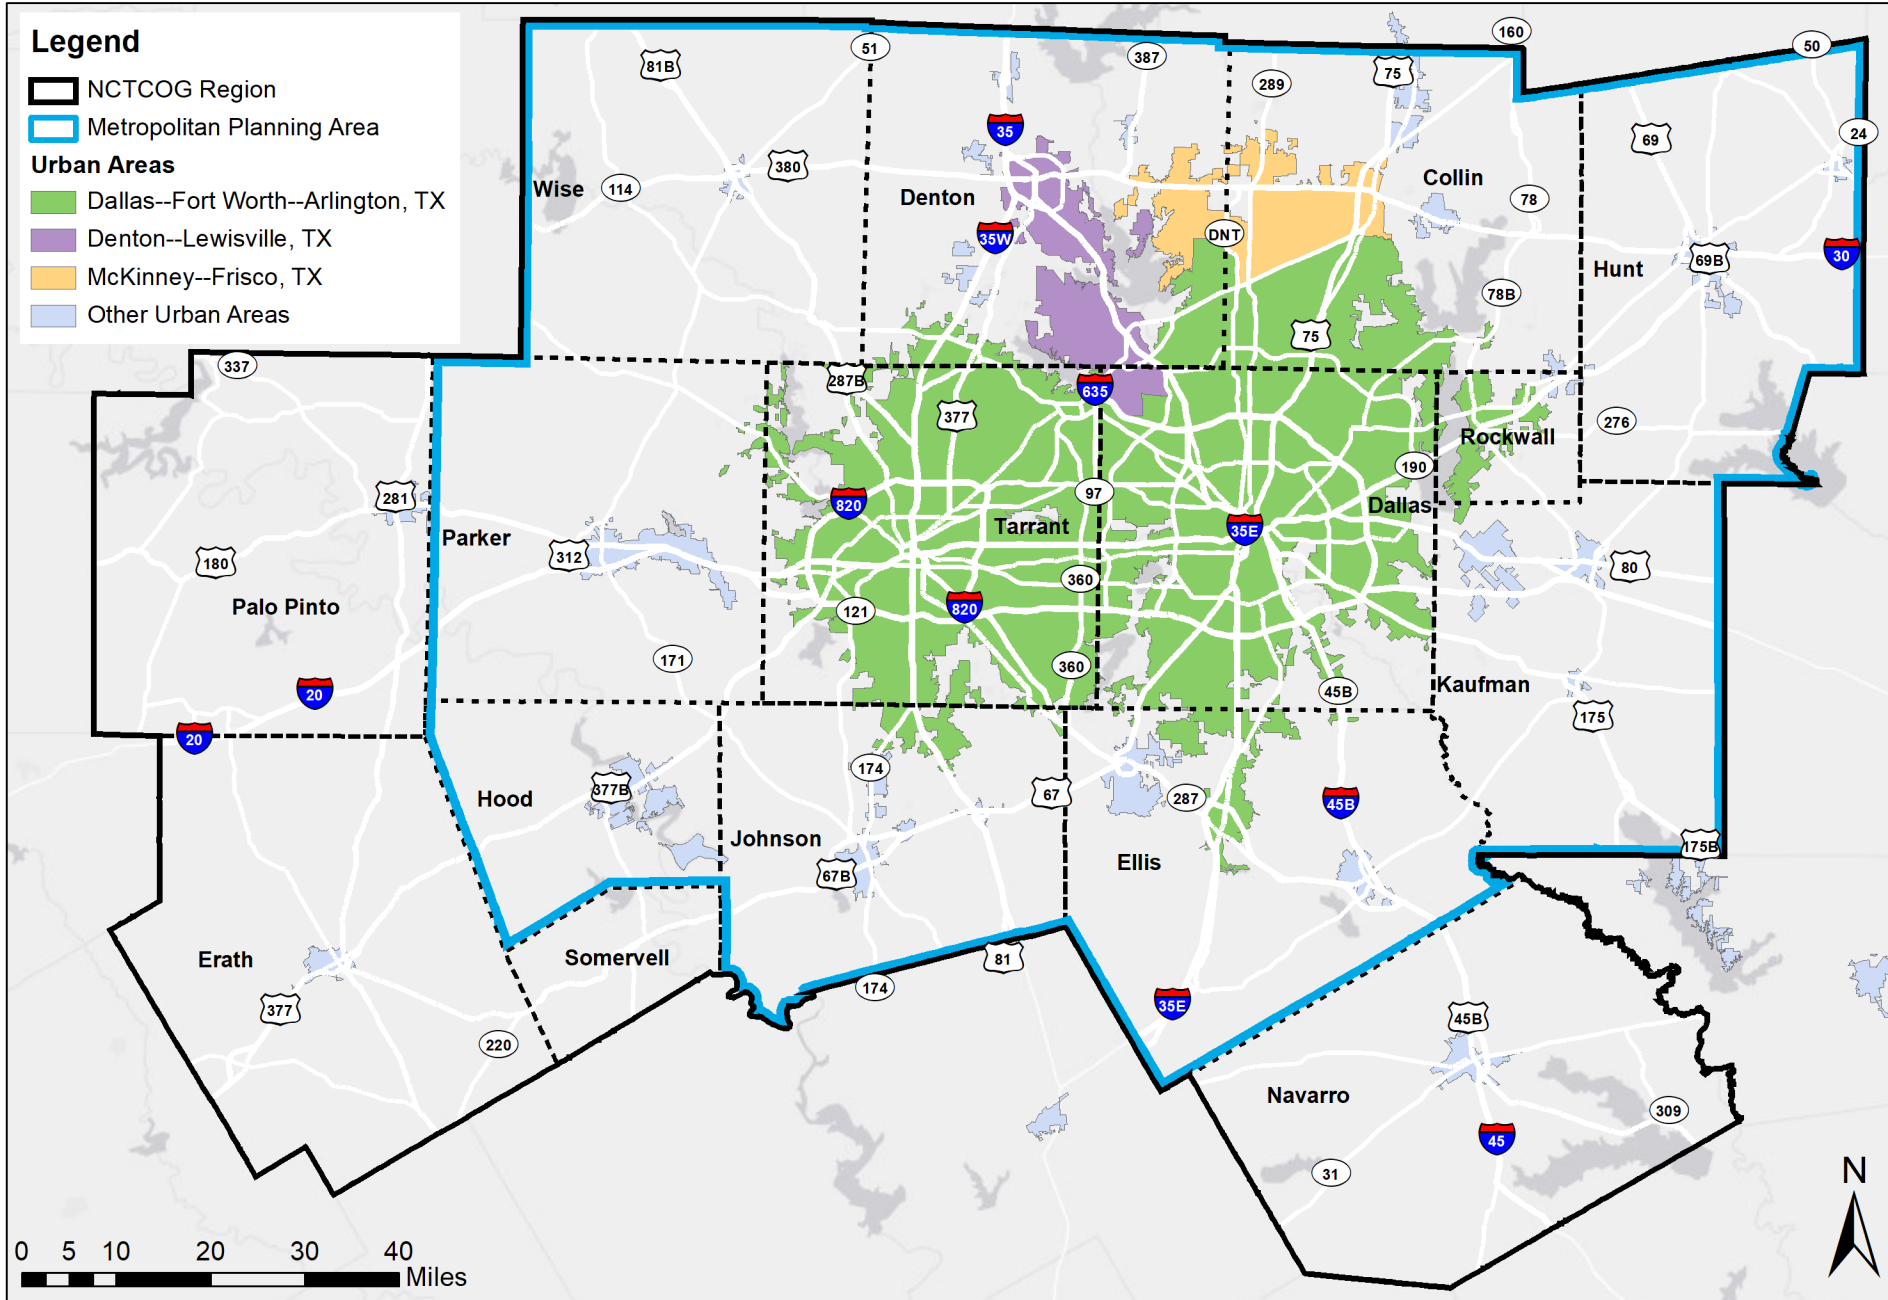 Legend
NCTCOG Region
Metropolitan Planning Area
Urban Areas
Dallas--Fort Worth--Arlington, TX
Denton--Lewisville, TX
McKinney--Frisco, TX
Other Urban Areas
160
51
50
387
81B
75
289
35
24
69
380
Wise
114
Denton
Collin
78
35W
DNT
69B
30
Hunt
78B
75
337
287B
635
377
276
Rockwall
190
281
97
820
Dallas
Tarrant
35E
Parker
312
180
80
360
Palo Pinto
820
121
171
360
Kaufman
20
45B
175
20
174
377B
67
287
45B
Hood
Johnson
175B
67B
Ellis
Erath
Somervell
81
174
35E
377
45B
220
Navarro
309
45
31
N
0 5 10 20 30 40
Miles